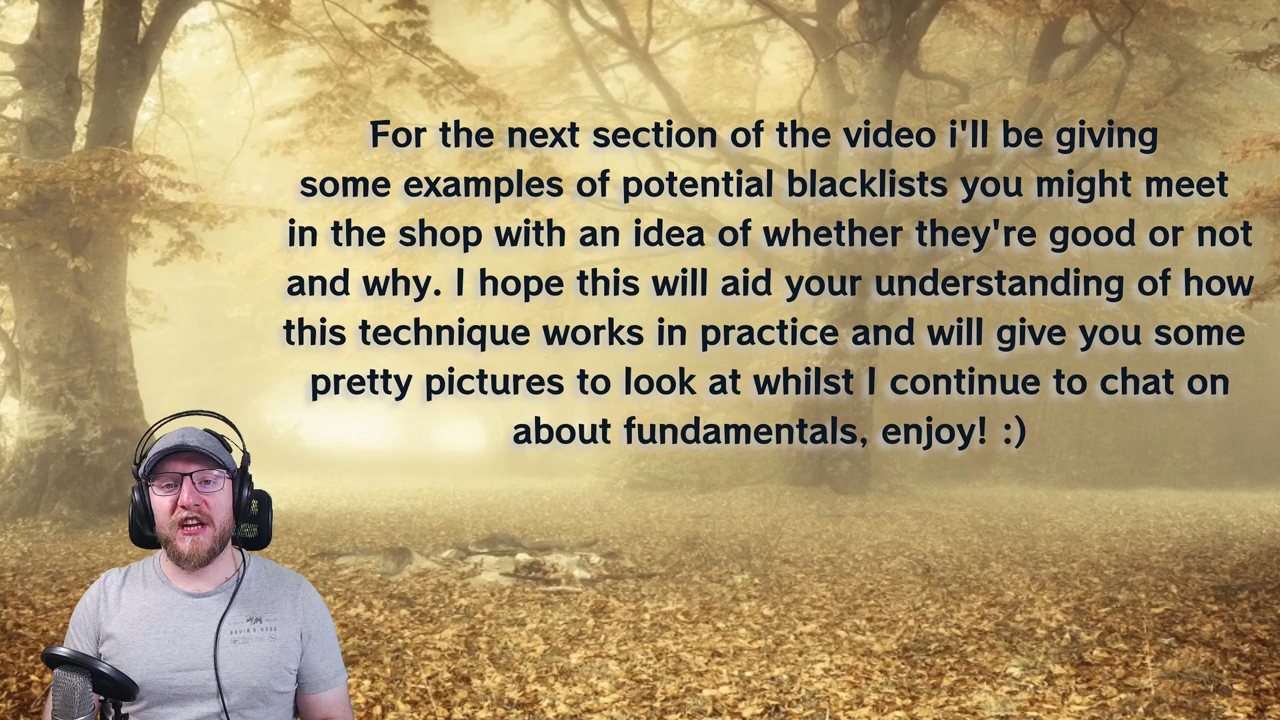 For the next section of the video i'll be giving
some examples of potential blacklists you might meet
in the shop with an idea of whether they're good or not
and why. I hope this will aid your understanding of how
this technique works in practice and will give you some
pretty pictures to look at whilst I continue to chat on
about fundamentals, enjoy! :)